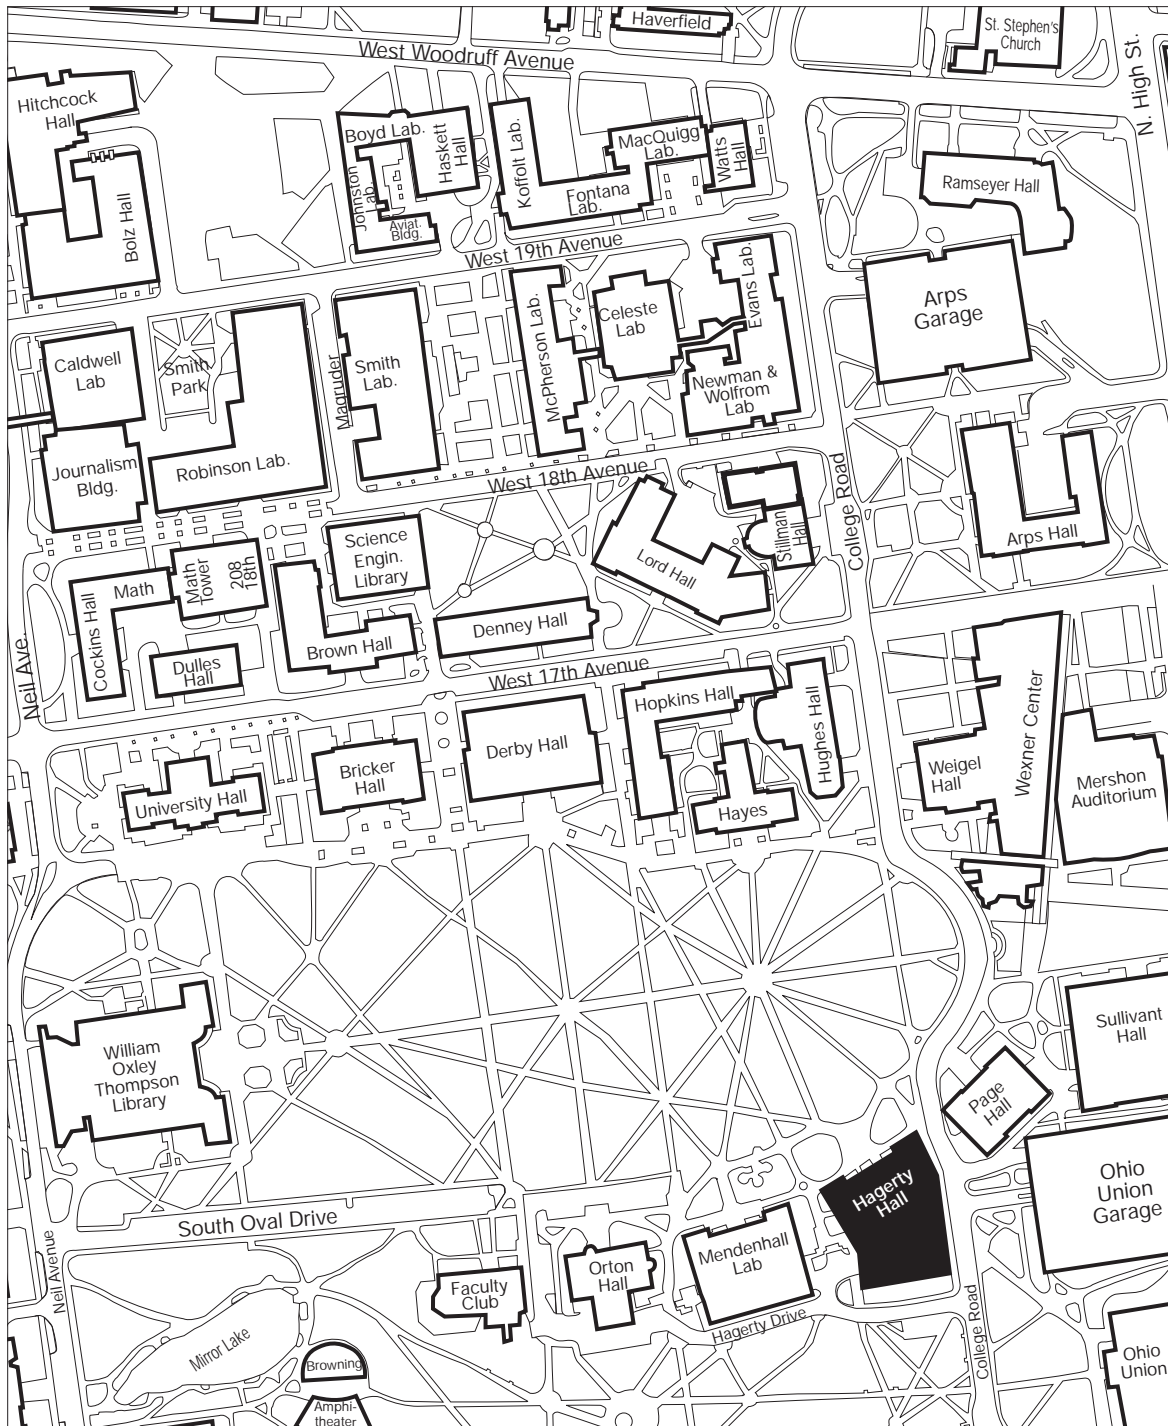 Haverfield
St. Stephen's
Church
West Woodruff Avenue
N. High St.
Hitchcock
Hall
Boyd Lab.
Haskett
Hall
Koffolt Lab.
MacQuigg
Lab.
Watts
Hall
Ramseyer Hall
Johnston
Lab.
Fontana
Lab.
Bolz Hall
Aviat.
Bldg.
West 19th Avenue
Evans Lab.
Arps
Garage
McPherson Lab.
Celeste
Lab
Caldwell
Lab
Smith
Park
Magruder
Smith
Lab.
Newman &
Wolfrom
Lab
Journalism
Bldg.
Robinson Lab.
West 18th Avenue
College Road
Stillman
Hall
Arps Hall
Science
Engin.
Library
Lord Hall
Math
Math
Tower
208
18th
Cockins Hall
Denney Hall
Brown Hall
Dulles
Hall
Neil Ave.
West 17th Avenue
Hopkins Hall
Hughes Hall
Wexner Center
Derby Hall
Bricker
Hall
Weigel
Hall
Mershon
Auditorium
University Hall
Hayes
William
Oxley
Thompson
Library
Sullivant
Hall
Page
Hall
Hagerty
Hall
Ohio
Union
Garage
South Oval Drive
Neil Avenue
Mendenhall
Lab
Orton
Hall
Faculty
Club
Hagerty Drive
College Road
Mirror Lake
Browning
Amphi-
theater
Ohio
Union